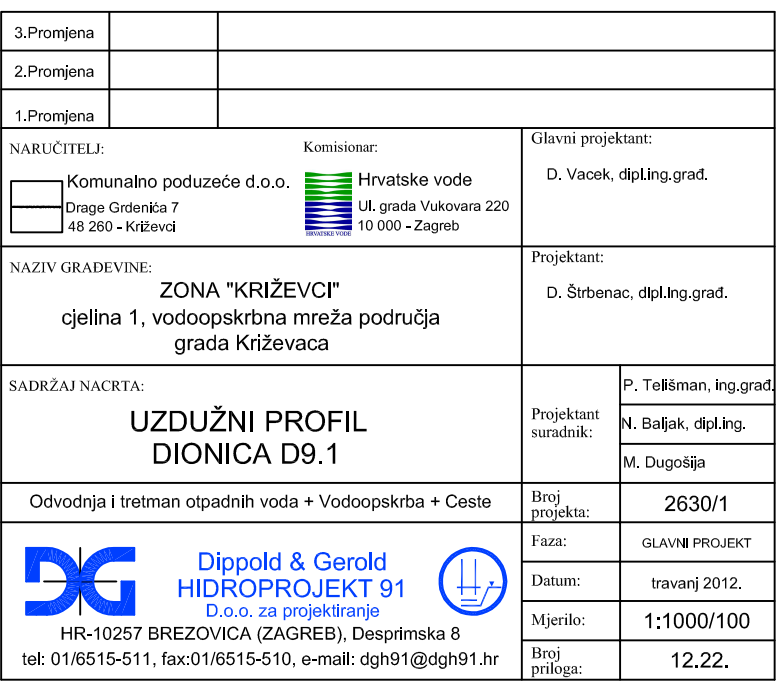 3.Promjena
2.Promjena
1.Promjena
NARUČITELJ:
Komunalno poduzeće d.o.o.
Drage Grdenića 7
48 260 - Križevci
Komisionar:
HRVATSKE VODE
Hrvatske vode
Ul. grada Vukovara 220
10 000 - Zagreb
Glavni projektant:
D. Vacek, dipl.ing.građ.
NAZIV GRAĐEVINE:
ZONA "KRIŽEVCI"
cjelina 1, vodoopskrbna mreža područja
grada Križevaca
Projektant:
D. Štrbenac, dipl.ing.građ.
SADRŽAJ NACRTA:
UZDUŽNI PROFIL
DIONICA D9.1
Projektant
suradnik:
P. Telišman, ing.građ.
N. Baljak, dipl.ing.
M. Dugošija
Odvodnja i tretman otpadnih voda + Vodoopskrba + Ceste
Broj
projekta:
2630/1
DG
Dippold & Gerold
HIDROPROJEKT 91
D.o.o. za projektiranje
HR-10257 BREZOVICA (ZAGREB), Desprimska 8
tel: 01/6515-511, fax:01/6515-510, e-mail: dgh91@dgh91.hr
Faza:
GLAVNI PROJEKT
Datum:
travanj 2012.
Mjerilo:
1:1000/100
Broj
priloga:
12.22.